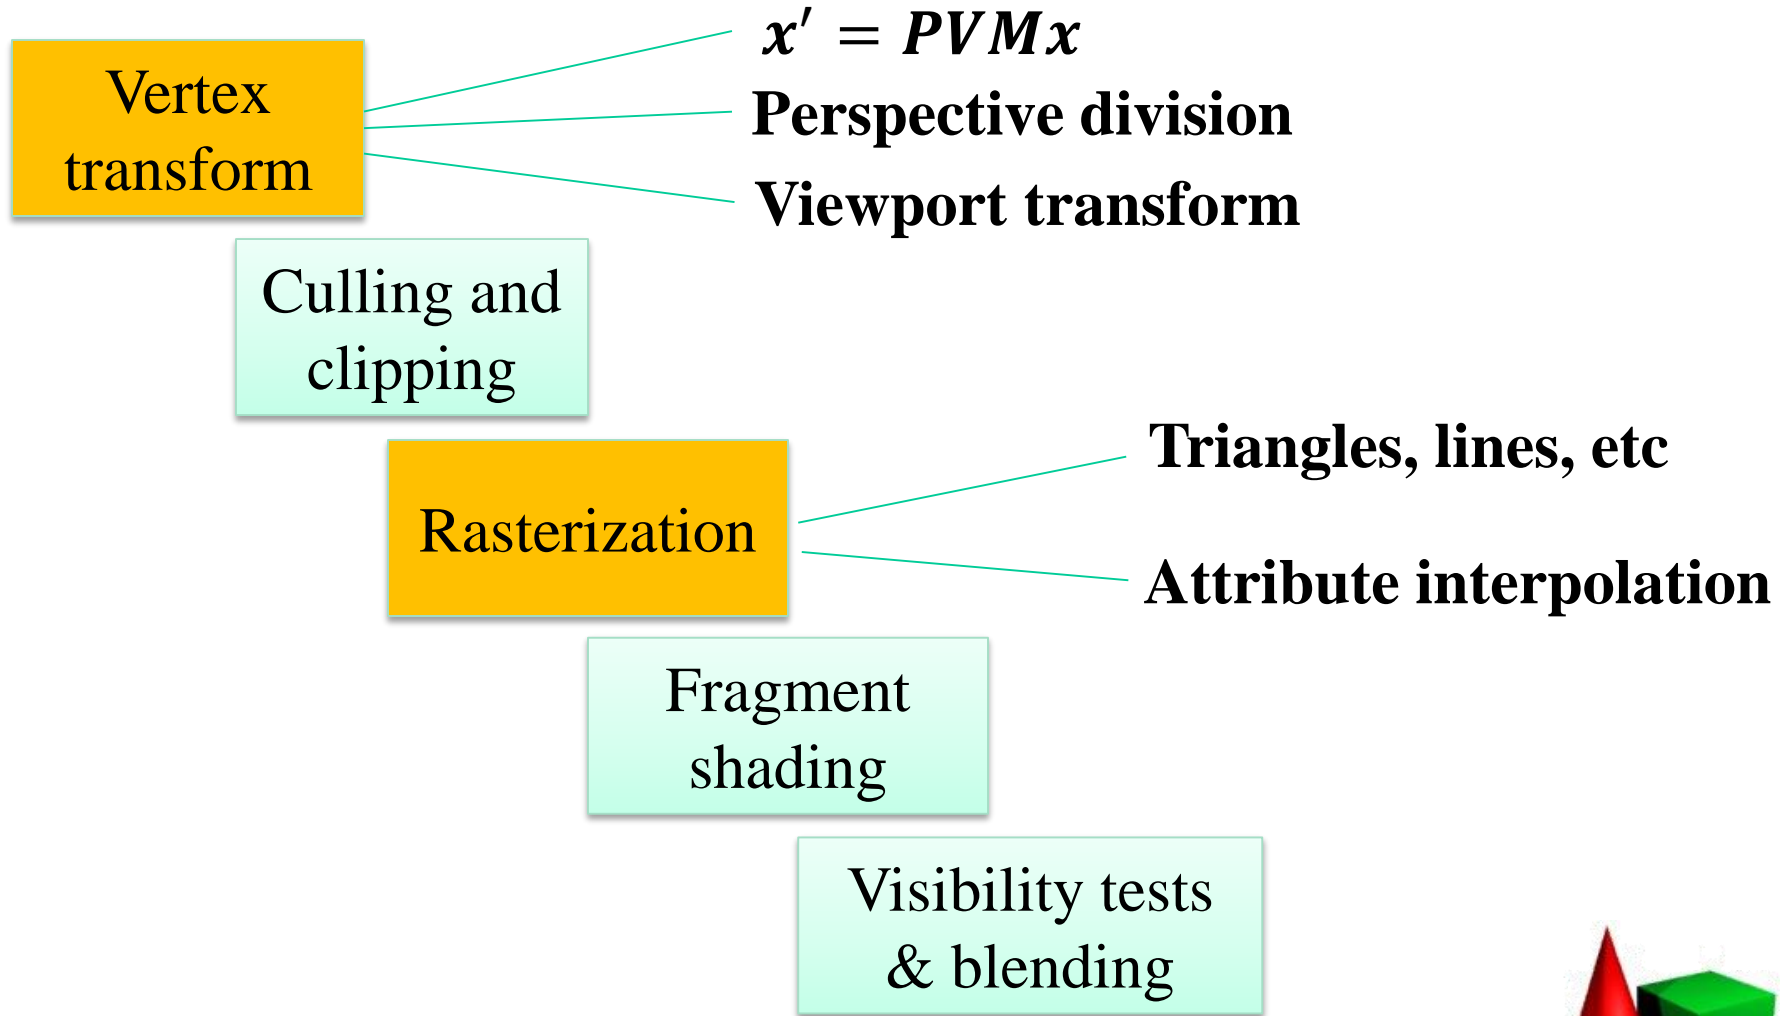 Vertex
transform
x′ = PVMx
Perspective division
Viewport transform
Culling and
clipping
Rasterization
Triangles, lines, etc
Attribute interpolation
Fragment
shading
Visibility tests
& blending